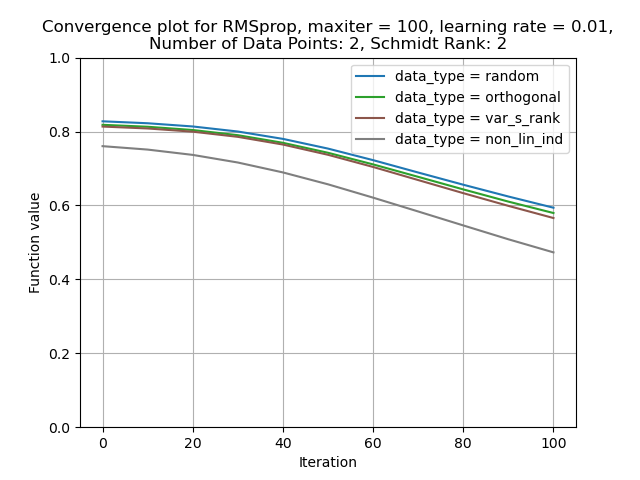 Convergence plot for RMSprop, maxiter = 100, learning rate = 0.01,
Number of Data Points: 2, Schmidt Rank: 2
1.0
0.8
0.6
0.4
0.2
0.0
Function value
data_type = random
data_type = orthogonal
data_type = var_s_rank
data_type = non_lin_ind
0 20 40 60 80 100
Iteration